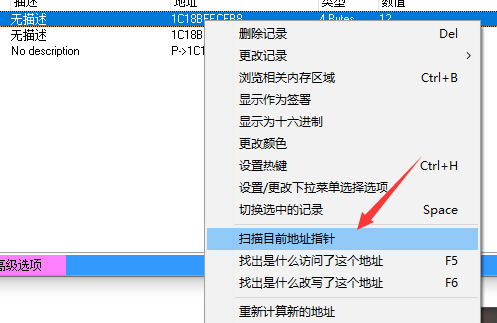 描述 地址 类型 数值
无描述 1C18BFECFB8 4 Bytes 12
无描述 1C18B
No description P->1C1
删除记录 Del
更改记录
浏览相关内存区域 Ctrl+B
显示作为签署
显示为十六进制
更改颜色
设置热键 Ctrl+H
设置/更改下拉菜单选择选项
切换选中的记录 Space
扫描目前地址指针
找出是什么访问了这个地址 F5
找出是什么改写了这个地址 F6
重新计算新的地址
高级选项